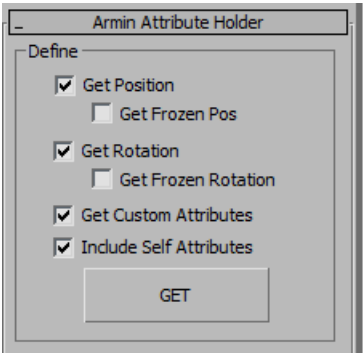 Armin Attribute Holder
Define
Get Position
Get Frozen Pos
Get Rotation
Get Frozen Rotation
Get Custom Attributes
Include Self Attributes
GET